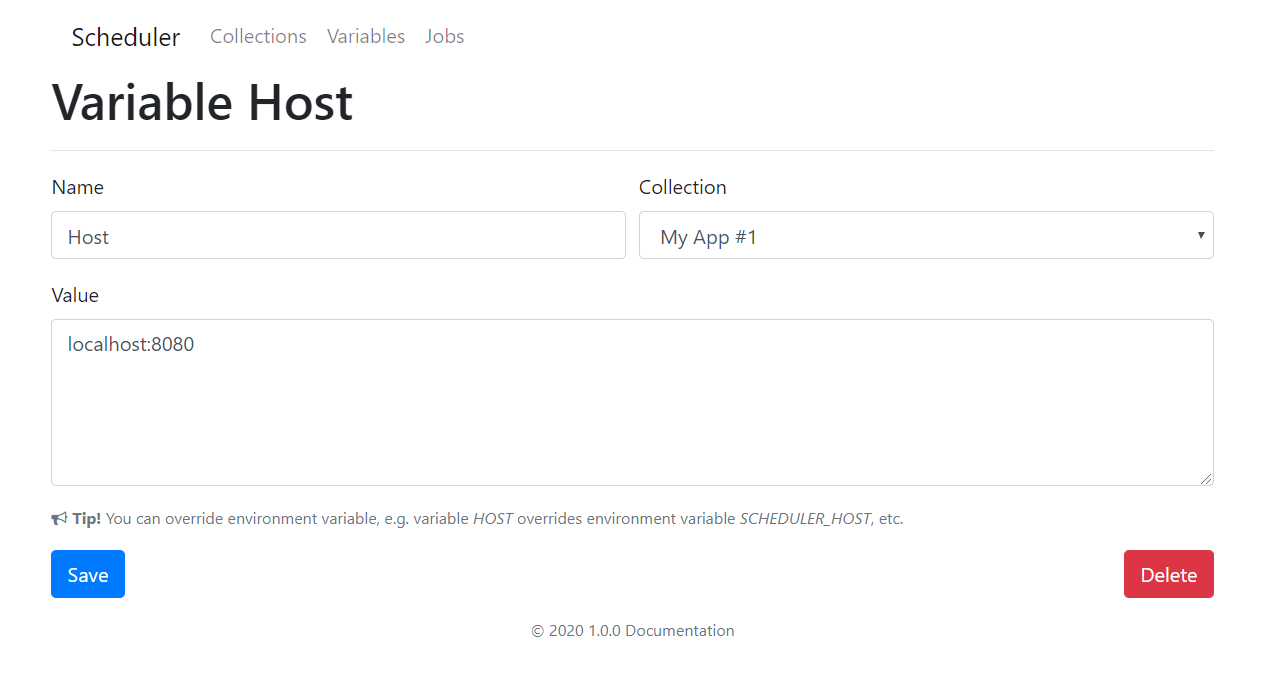 Scheduler Collections Variables Jobs
Variable Host
Name Collection
Host My App #1
Value
localhost:8080
Tip! You can override environment variable, e.g. variable HOST overrides environment variable SCHEDULER_HOST, etc.
Save Delete
© 2020 1.0.0 Documentation